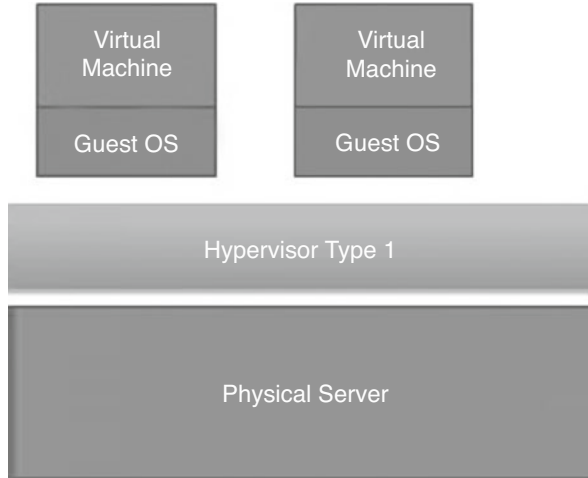 Virtual
Machine
Guest OS
Virtual
Machine
Guest OS
Hypervisor Type 1
Physical Server